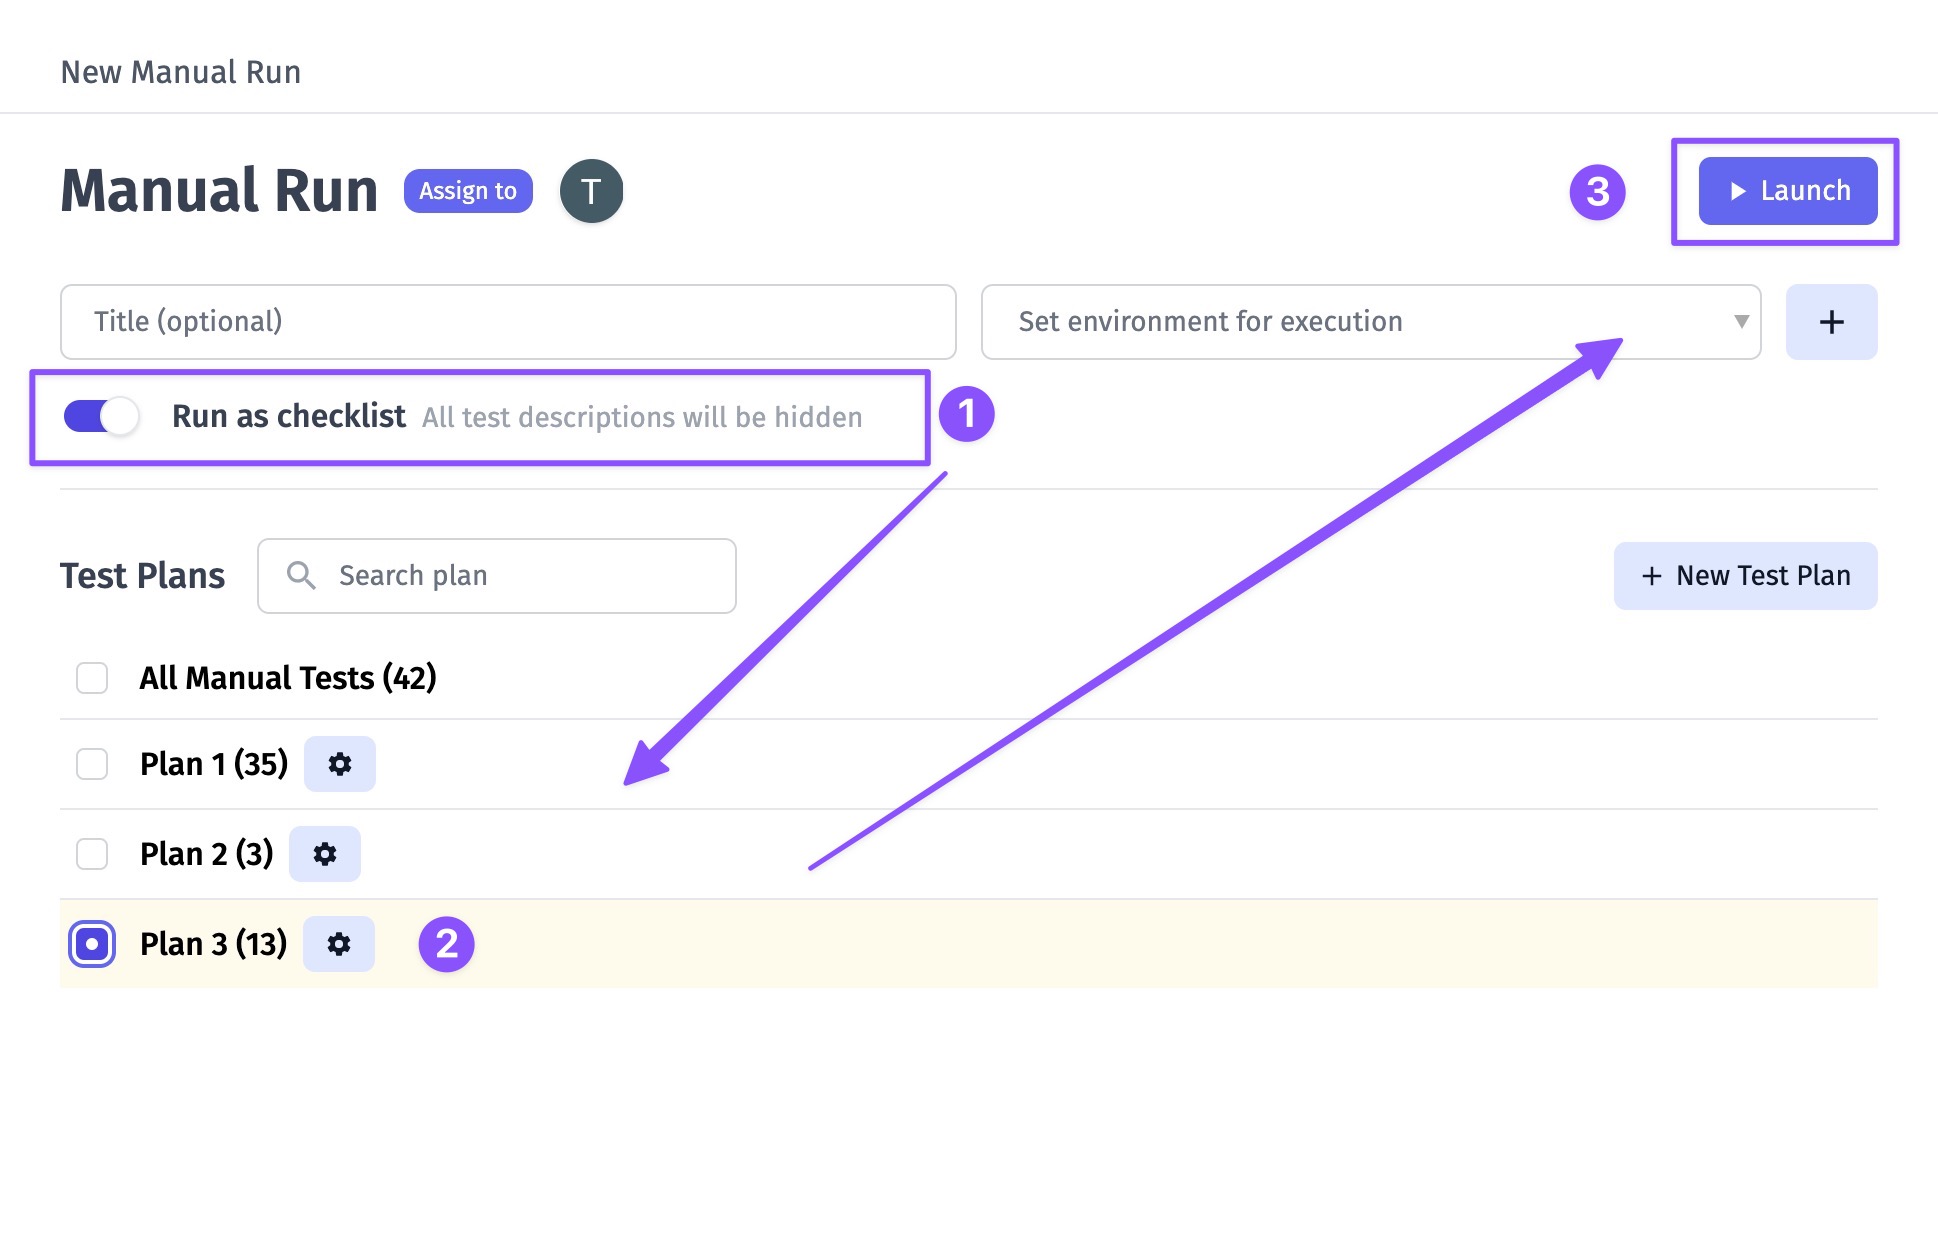 New Manual Run
Manual Run Assign to T
3 Launch
Title (optional) Set environment for execution +
Run as checklist All test descriptions will be hidden 1
Test Plans Search plan + New Test Plan
All Manual Tests (42)
Plan 1 (35)
Plan 2 (3)
Plan 3 (13) 2